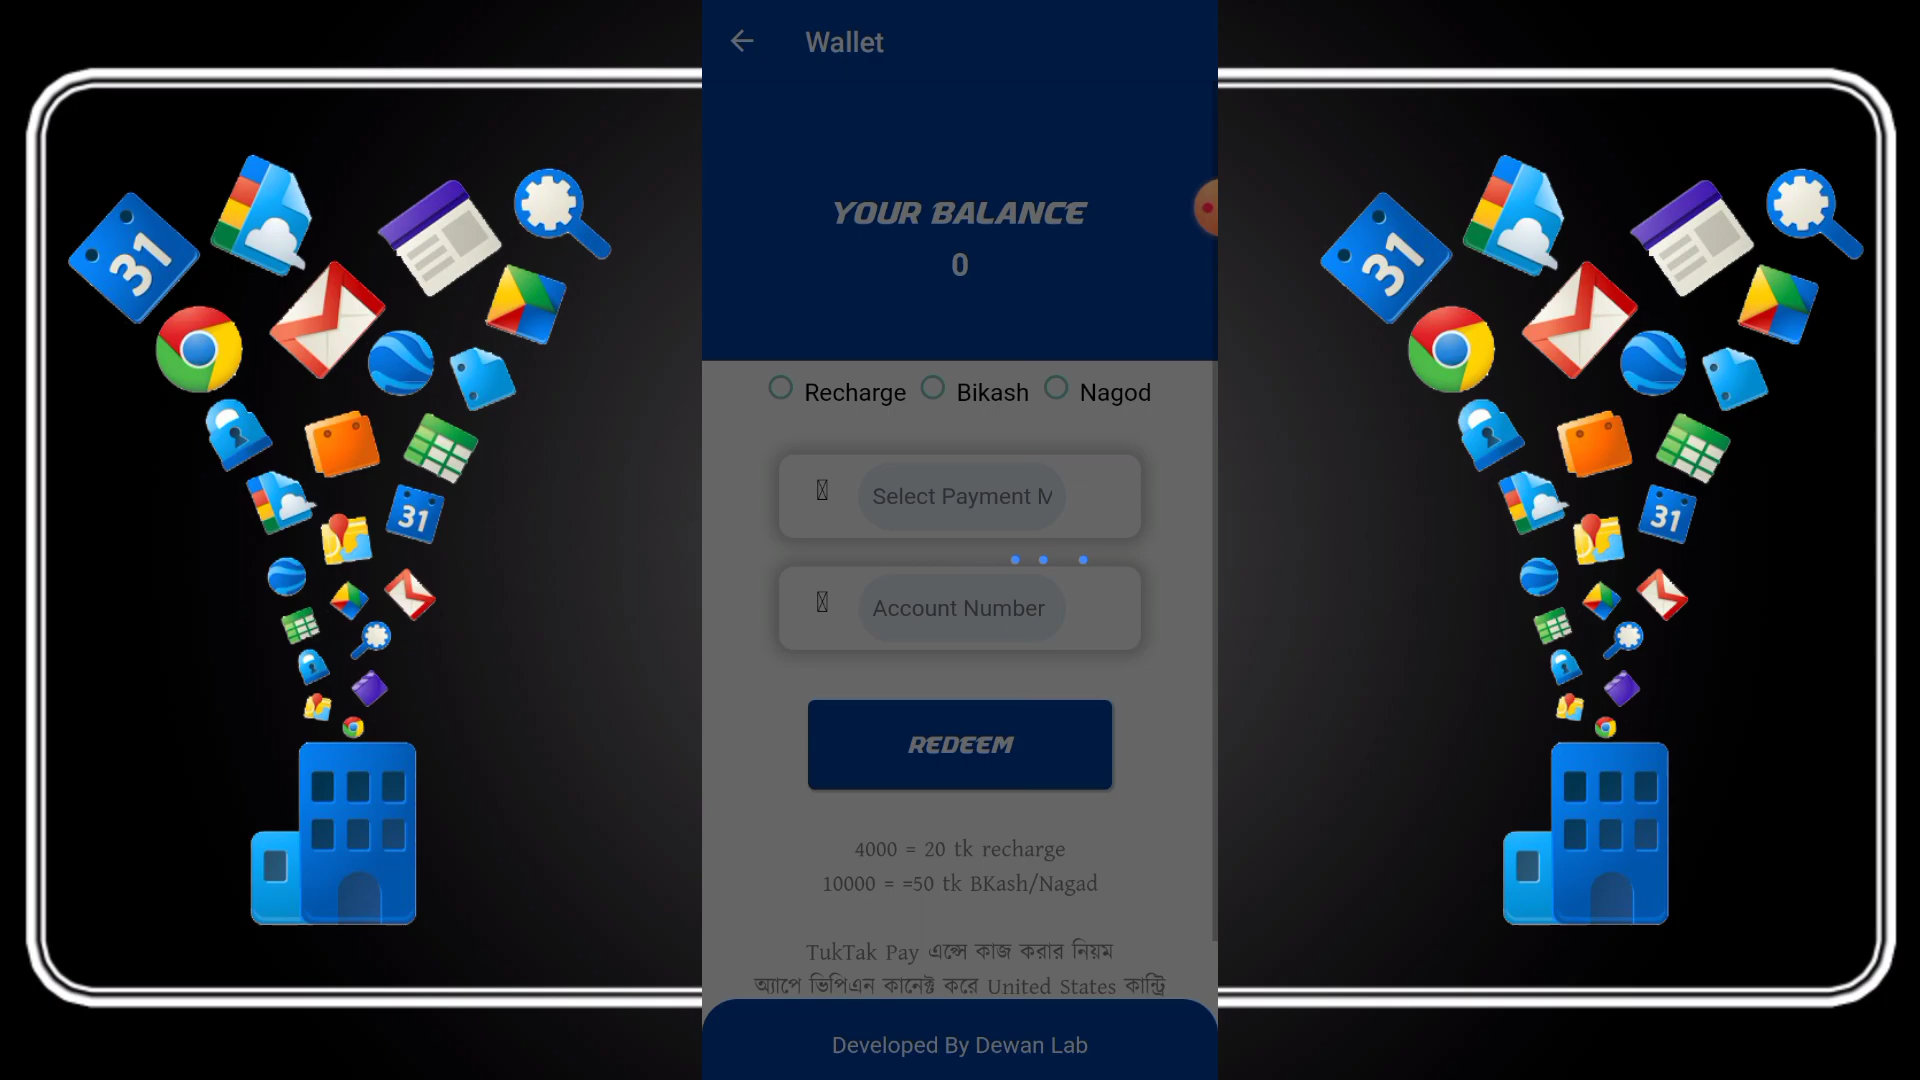 Wallet
YOUR BALANCE
0
Recharge Bikash Nagod
Select Payment M
Account Number
REDEEM
4000 = 20 tk recharge
10000 = =50 tk BKash/Nagad
TukTak Pay এপ্সে কাজ করার নিয়ম
অ্যাপে ভিপিএন কানেক্ট করে United States কান্ট্রি
Developed By Dewan Lab
31
31
31
31